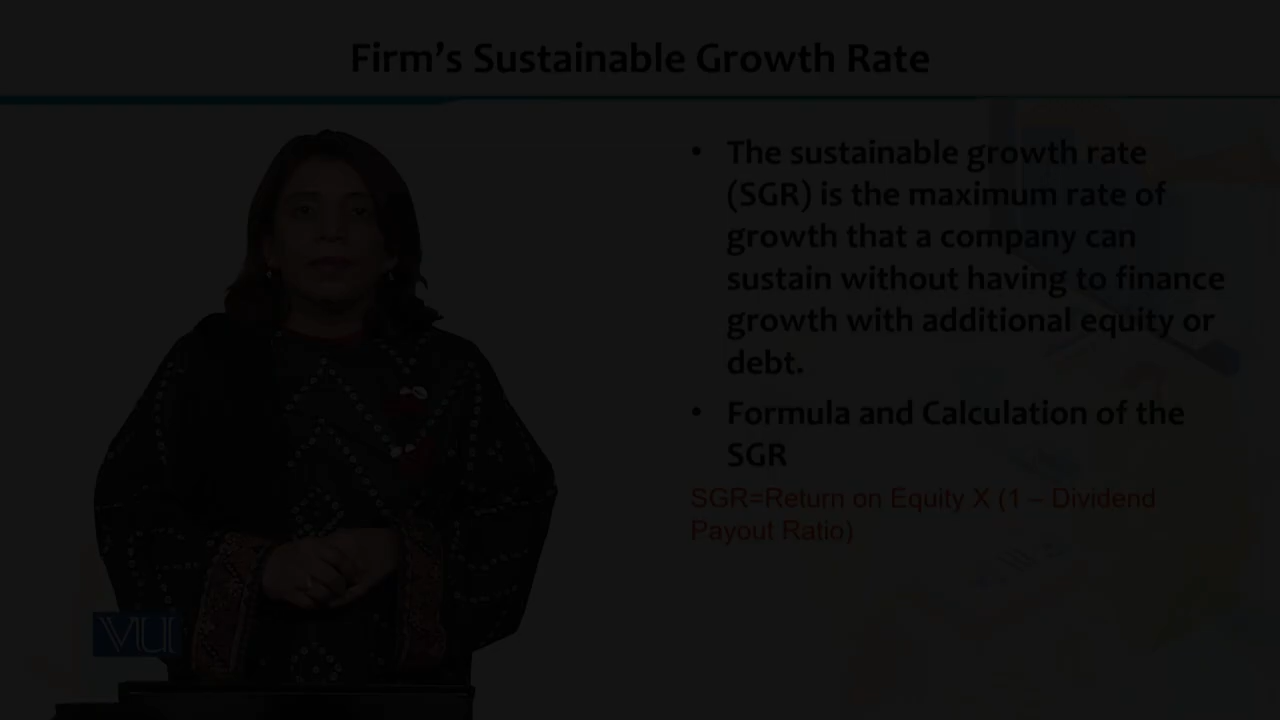 Firm’s Sustainable Growth Rate
• The sustainable growth rate
(SGR) is the maximum rate of
growth that a company can
sustain without having to finance
growth with additional equity or
debt.
• Formula and Calculation of the
SGR
SGR=Return on Equity X (1 – Dividend
Payout Ratio)
VU